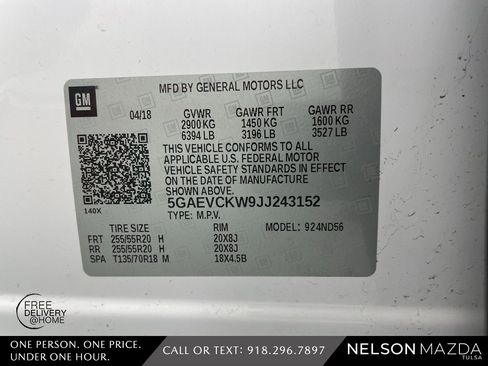 GM
MFD BY GENERAL MOTORS LLC
04/18 GVWR GAWR FRT GAWR RR
2900 KG 1450 KG 1600 KG
6394 LB 3196 LB 3527 LB
THIS VEHICLE CONFORMS TO ALL
APPLICABLE U.S. FEDERAL MOTOR
VEHICLE SAFETY STANDARDS IN EFFECT
ON THE DATE OF MANUFACTURE
SHOWN ABOVE.
5GAEVCKW9JJ243152
140X TYPE: M.P.V.
TIRE SIZE RIM MODEL: 924ND56
FRT 255/55R20 H 20X8J
RR 255/55R20 H 20X8J
SPA T135/70R18 M 18X4.5B
FREE
DELIVERY
@HOME
ONE PERSON. ONE PRICE.
UNDER ONE HOUR.
CALL OR TEXT: 918.296.7897
NELSON MAZDA
TULSA